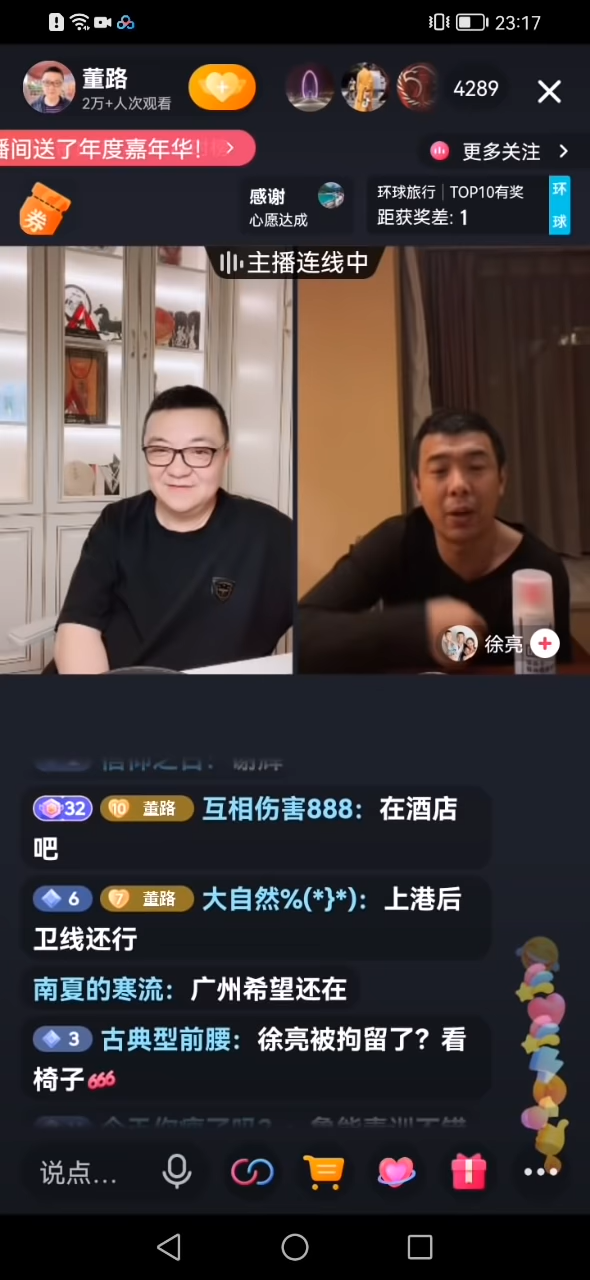 23:17
董路
2万+人次观看
4289
播间送了年度嘉年华!
更多关注
券
感谢
心愿达成
环球旅行 | TOP10有奖
距获奖差: 1
环
球
主播连线中
徐亮
32 10 董路 互相伤害888: 在酒店
吧
6 7 董路 大自然%(*}*): 上港后
卫线还行
南夏的寒流: 广州希望还在
3 古典型前腰: 徐亮被拘留了? 看
椅子666
说点...